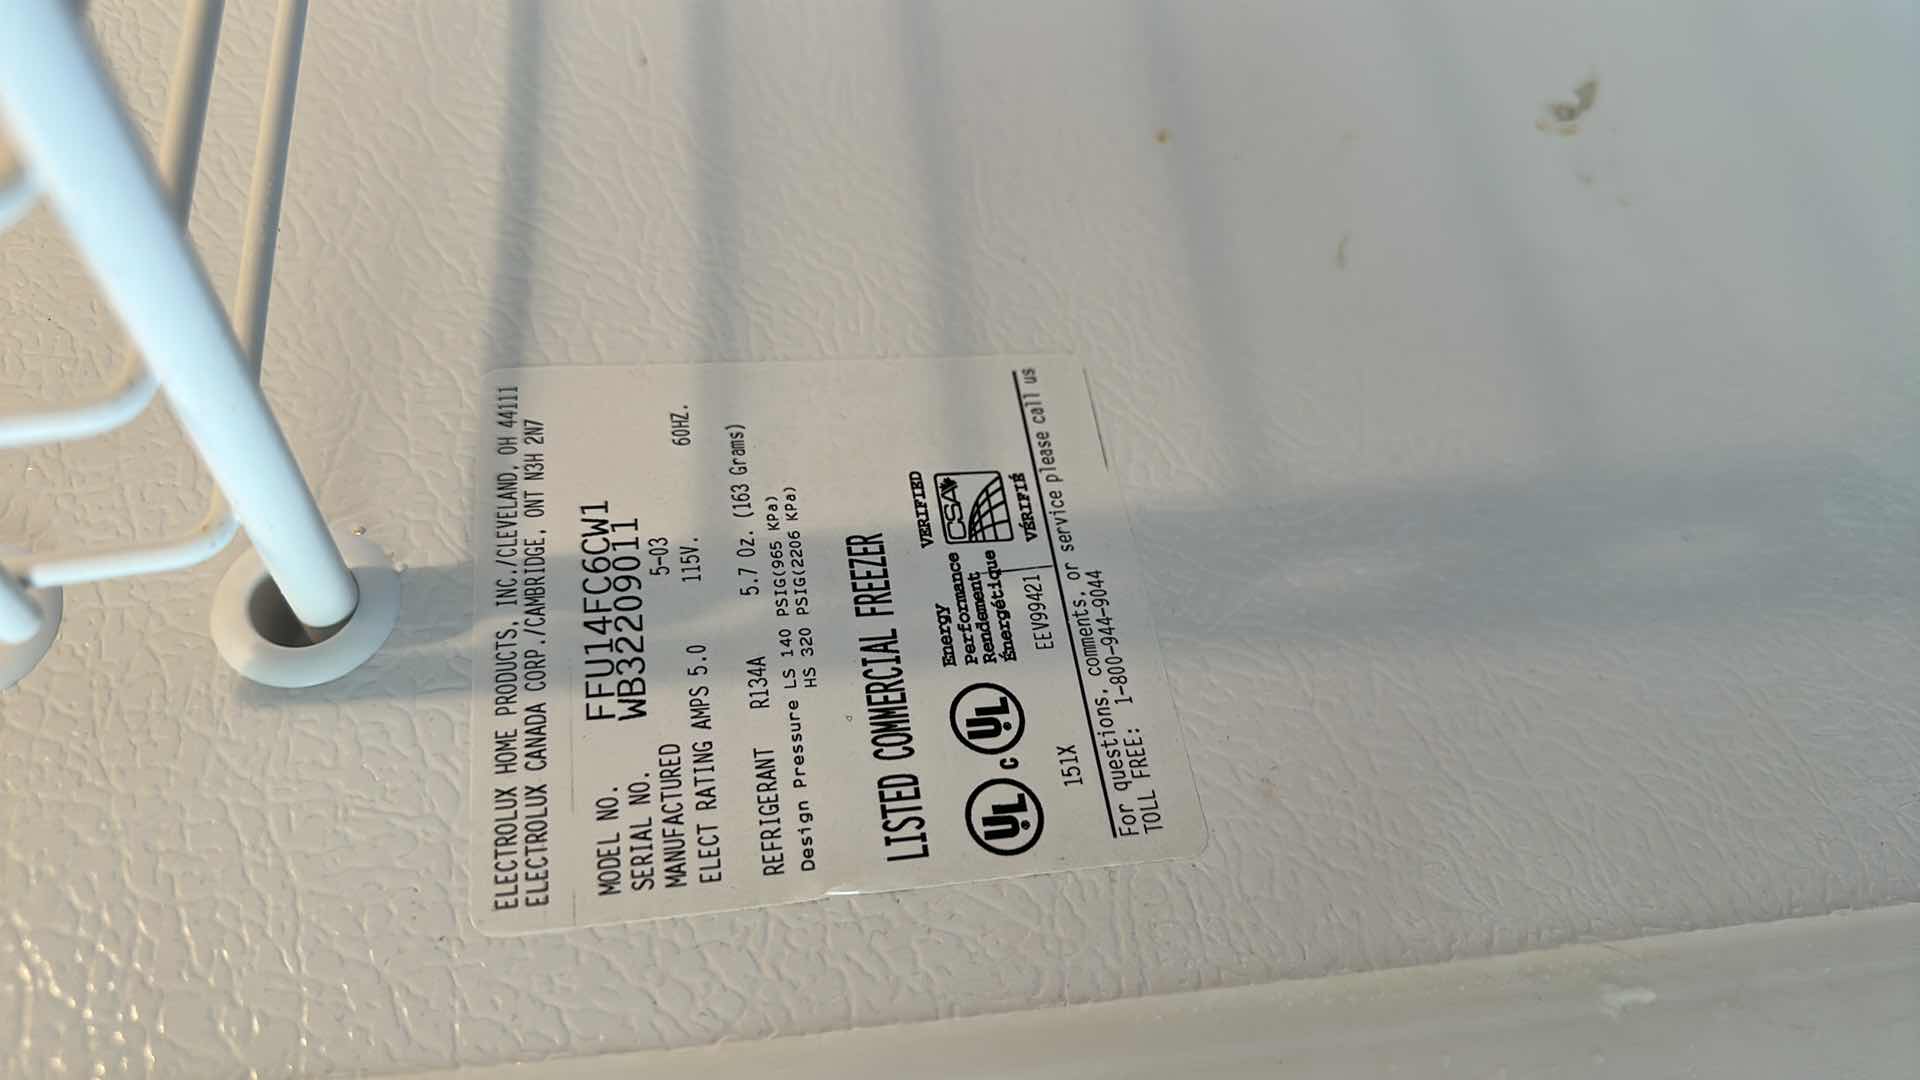 ELECTROLUX HOME PRODUCTS, INC./CLEVELAND, OH 44111
ELECTROLUX CANADA CORP./CAMBRIDGE, ONT N3H 2N7
MODEL NO. FFU14FC6CW1
SERIAL NO. WB32209011
MANUFACTURED 5-03
ELECT RATING AMPS 5.0 115V. 60HZ.
REFRIGERANT R134A 5.7 Oz. (163 Grams)
Design Pressure LS 140 PSIG(965 KPa)
HS 320 PSIG(2206 KPa)
LISTED COMMERCIAL FREEZER
UL c UL
Energy
Performance
Rendement
Énergétique
VERIFIED
CSA
VÉRIFIÉ
151X EEV99421
For questions, comments, or service please call us
TOLL FREE: 1-800-944-9044